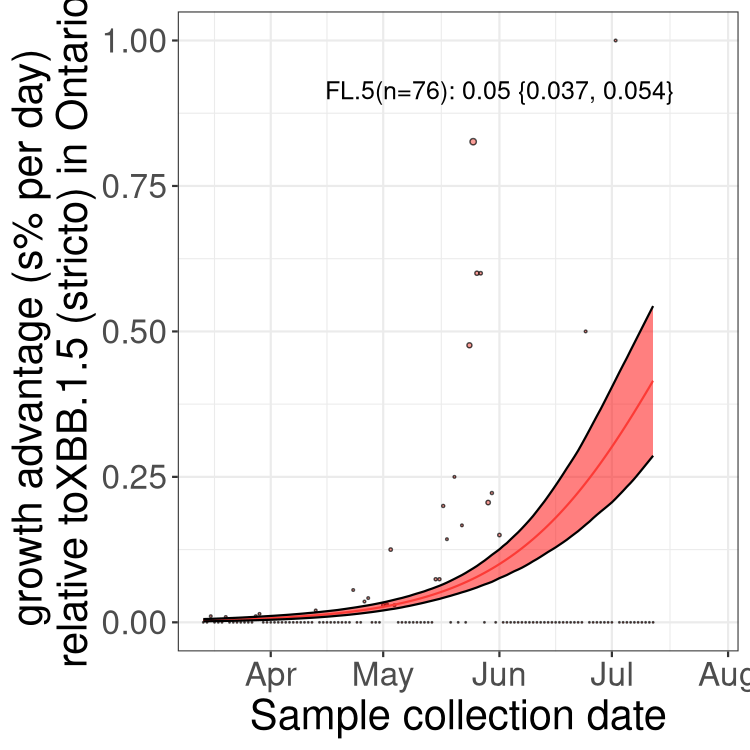 growth advantage (s% per day)
relative toXBB.1.5 (stricto) in Ontario
1.00
0.75
0.50
0.25
0.00
FL.5(n=76): 0.05 {0.037, 0.054}
Apr May Jun Jul Aug
Sample collection date